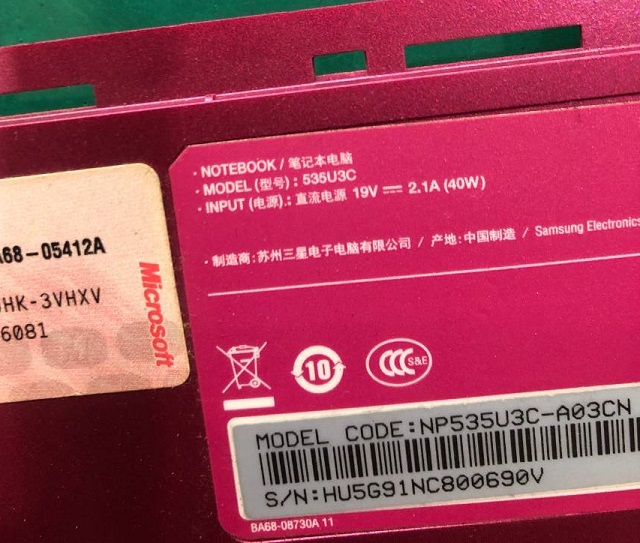 · NOTEBOOK / 笔记本电脑
· MODEL (型号) : 535U3C
· INPUT (电源).: 直流电源 19V ⎓ 2.1A (40W)
· 制造商: 苏州三星电子电脑有限公司 / 产地: 中国制造 / Samsung Electronics
A68-05412A
HK-3VHXV
6081
Microsoft
10
CCC S&E
MODEL CODE:NP535U3C-A03CN
S/N:HU5G91NC800690V
BA68-08730A 11